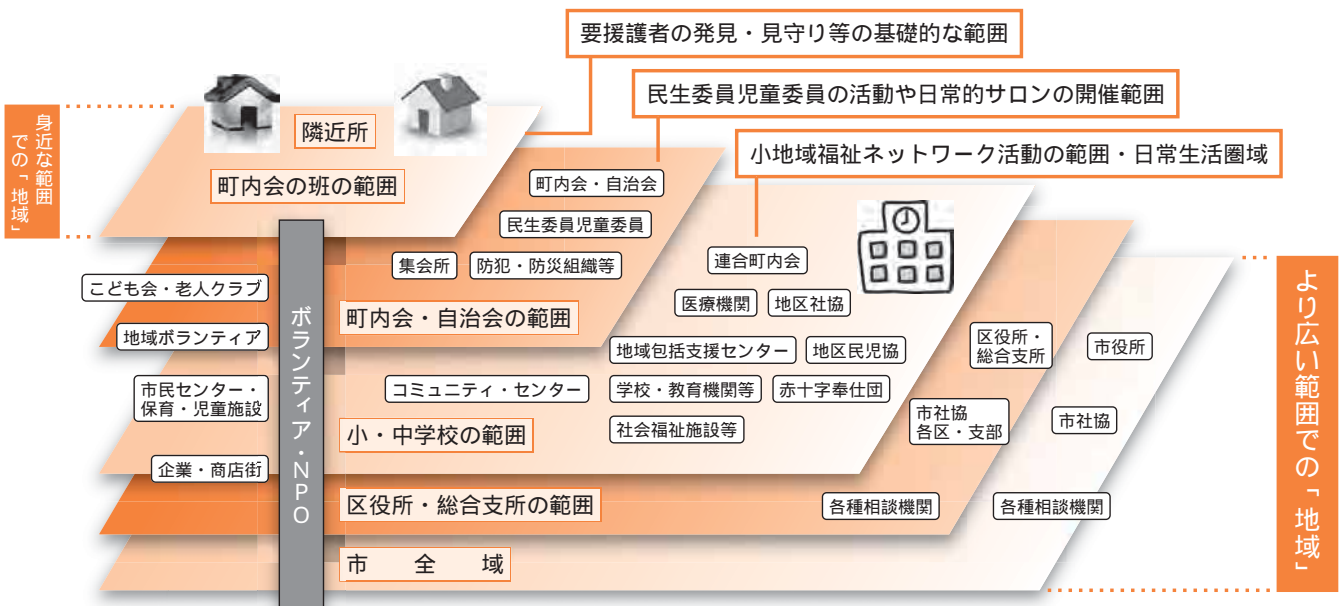 要援護者の発見・見守り等の基礎的な範囲
民生委員児童委員の活動や日常的サロンの開催範囲
小地域福祉ネットワーク活動の範囲・日常生活圏域
身近な範囲
での「地域」
隣近所
町内会の班の範囲
町内会・自治会
民生委員児童委員
集会所
防犯・防災組織等
町内会・自治会の範囲
こども会・老人クラブ
地域ボランティア
市民センター・
保育・児童施設
企業・商店街
ボランティア・NPO
連合町内会
医療機関
地区社協
地域包括支援センター
地区民児協
コミュニティ・センター
学校・教育機関等
赤十字奉仕団
社会福祉施設等
小・中学校の範囲
区役所・
総合支所
市社協
各区・支部
各種相談機関
区役所・総合支所の範囲
市役所
市社協
各種相談機関
市　全　域
より広い範囲での「地域」